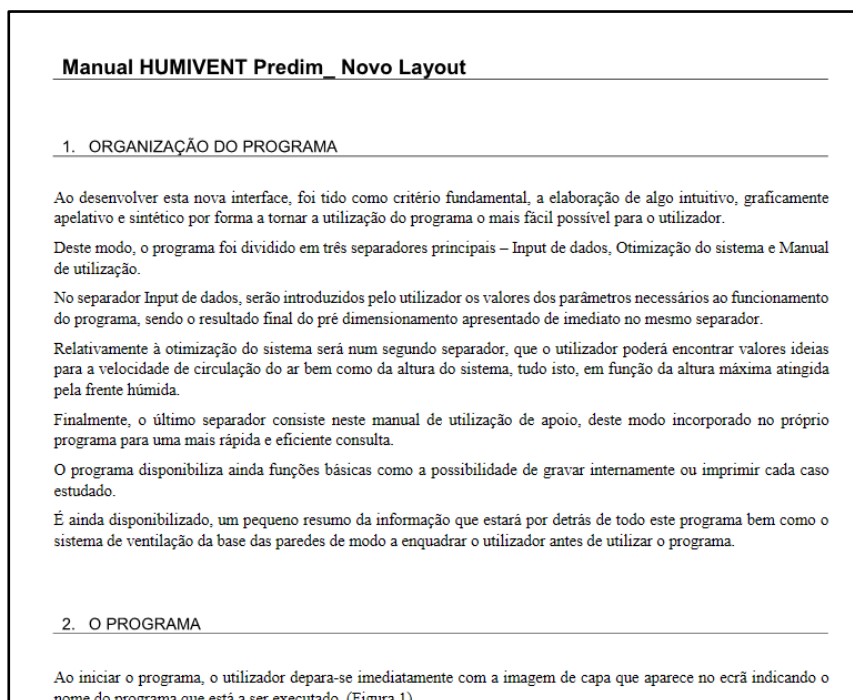 Manual HUMIVENT Predim_ Novo Layout
1. ORGANIZAÇÃO DO PROGRAMA
Ao desenvolver esta nova interface, foi tido como critério fundamental, a elaboração de algo intuitivo, graficamente
apelativo e sintético por forma a tornar a utilização do programa o mais fácil possível para o utilizador.
Deste modo, o programa foi dividido em três separadores principais – Input de dados, Otimização do sistema e Manual
de utilização.
No separador Input de dados, serão introduzidos pelo utilizador os valores dos parâmetros necessários ao funcionamento
do programa, sendo o resultado final do pré dimensionamento apresentado de imediato no mesmo separador.
Relativamente à otimização do sistema será num segundo separador, que o utilizador poderá encontrar valores ideias
para a velocidade de circulação do ar bem como da altura do sistema, tudo isto, em função da altura máxima atingida
pela frente húmida.
Finalmente, o último separador consiste neste manual de utilização de apoio, deste modo incorporado no próprio
programa para uma mais rápida e eficiente consulta.
O programa disponibiliza ainda funções básicas como a possibilidade de gravar internamente ou imprimir cada caso
estudado.
É ainda disponibilizado, um pequeno resumo da informação que estará por detrás de todo este programa bem como o
sistema de ventilação da base das paredes de modo a enquadrar o utilizador antes de utilizar o programa.
2. O PROGRAMA
Ao iniciar o programa, o utilizador depara-se imediatamente com a imagem de capa que aparece no ecrã indicando o
nome do programa que está a ser executado. (Figura 1)